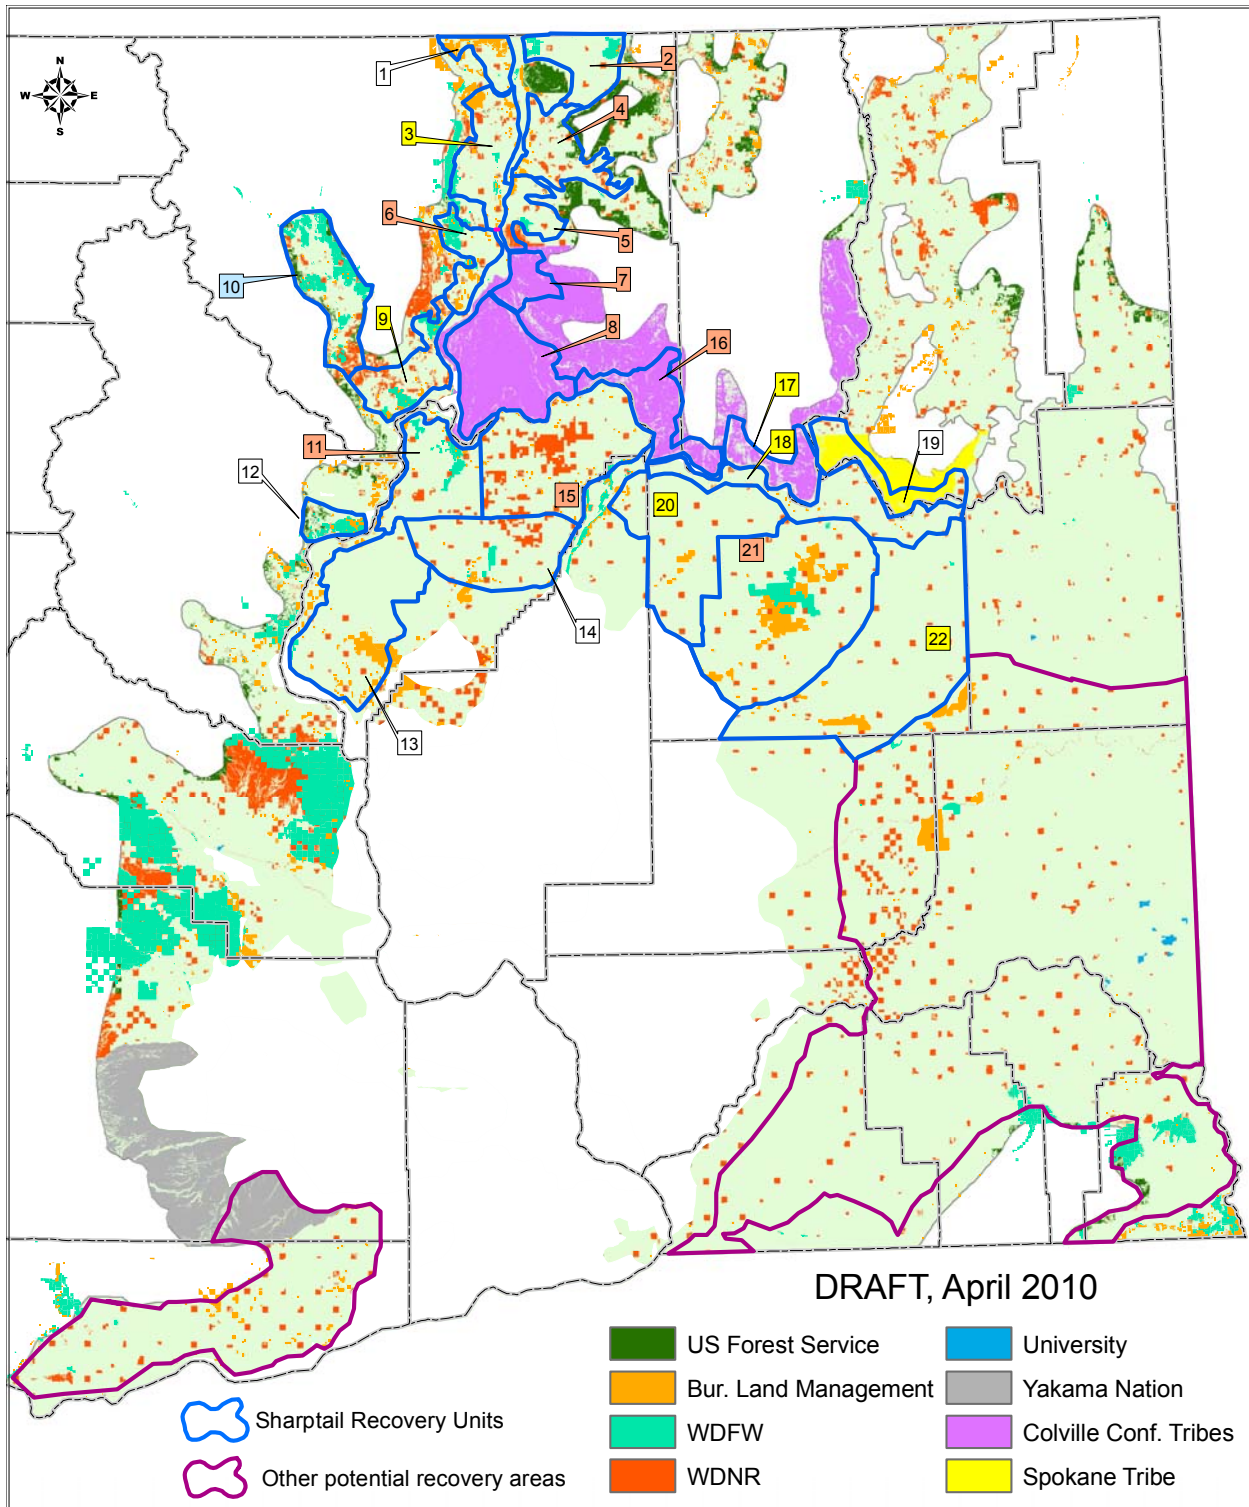 N
W E
S
1
2
3
4
5
6
7
8
9
10
11
12
13
14
15
16
17
18
19
20
21
22
DRAFT, April 2010
US Forest Service
Bur. Land Management
WDFW
WDNR
University
Yakama Nation
Colville Conf. Tribes
Spokane Tribe
Sharptail Recovery Units
Other potential recovery areas